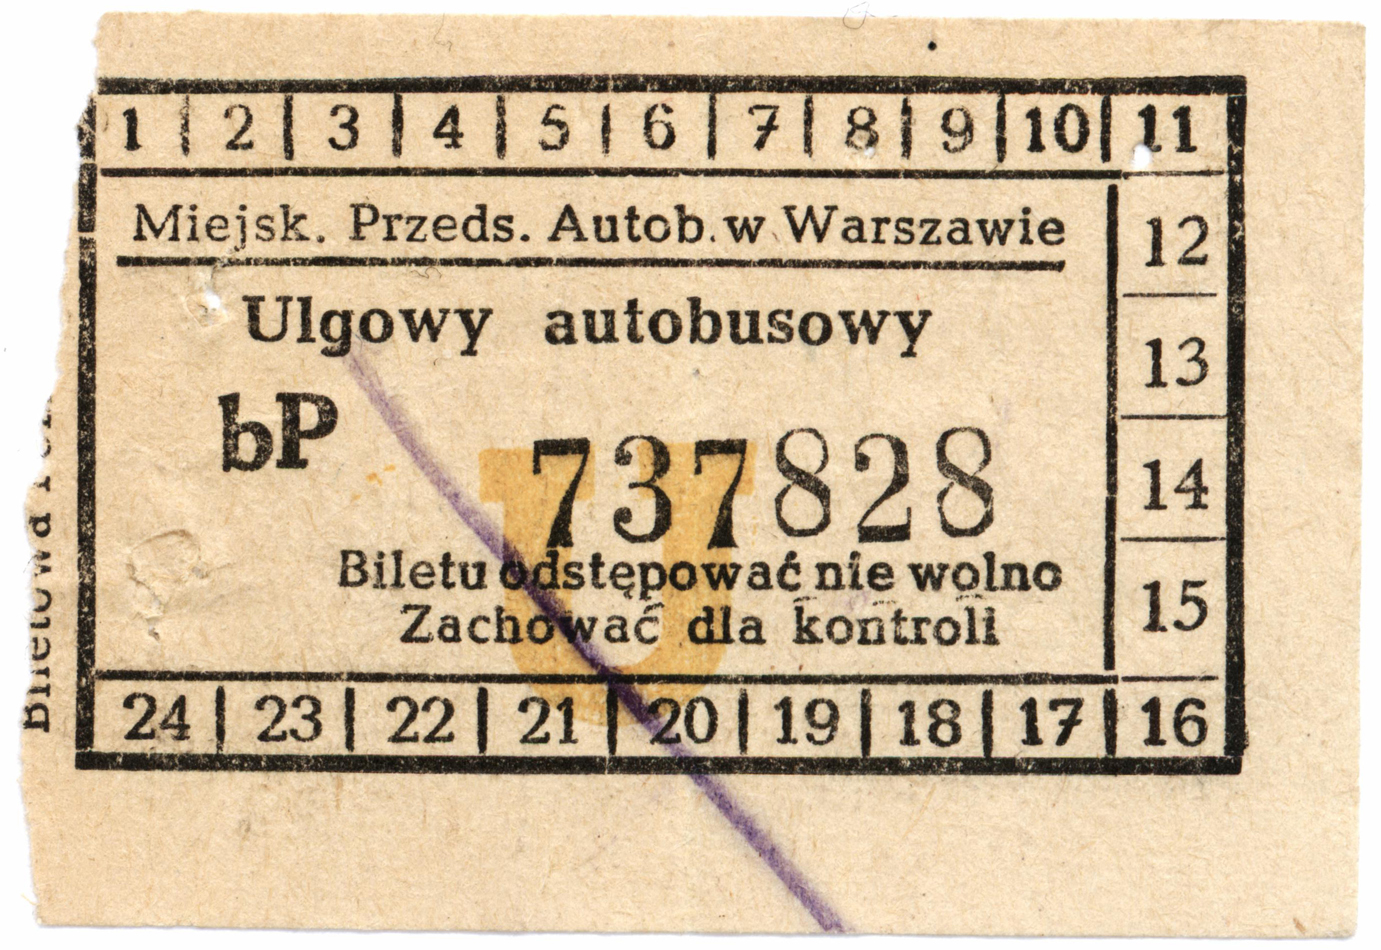 1 2 3 4 5 6 7 8 9 10 11
Miejsk. Przeds. Autob. w Warszawie
12
Ulgowy autobusowy
13
bP 737828
U
14
Biletu odstępować nie wolno
Zachować dla kontroli
15
24 23 22 21 20 19 18 17 16
Biletowa